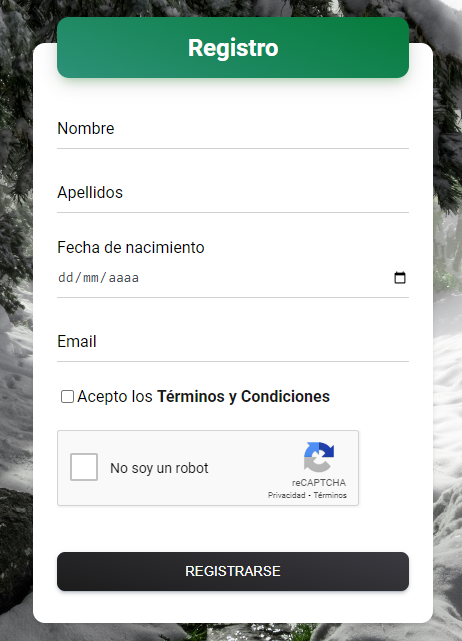 Registro
Nombre
Apellidos
Fecha de nacimiento
dd/mm/aaaa
Email
Acepto los Términos y Condiciones
No soy un robot
reCAPTCHA
Privacidad - Términos
REGISTRARSE